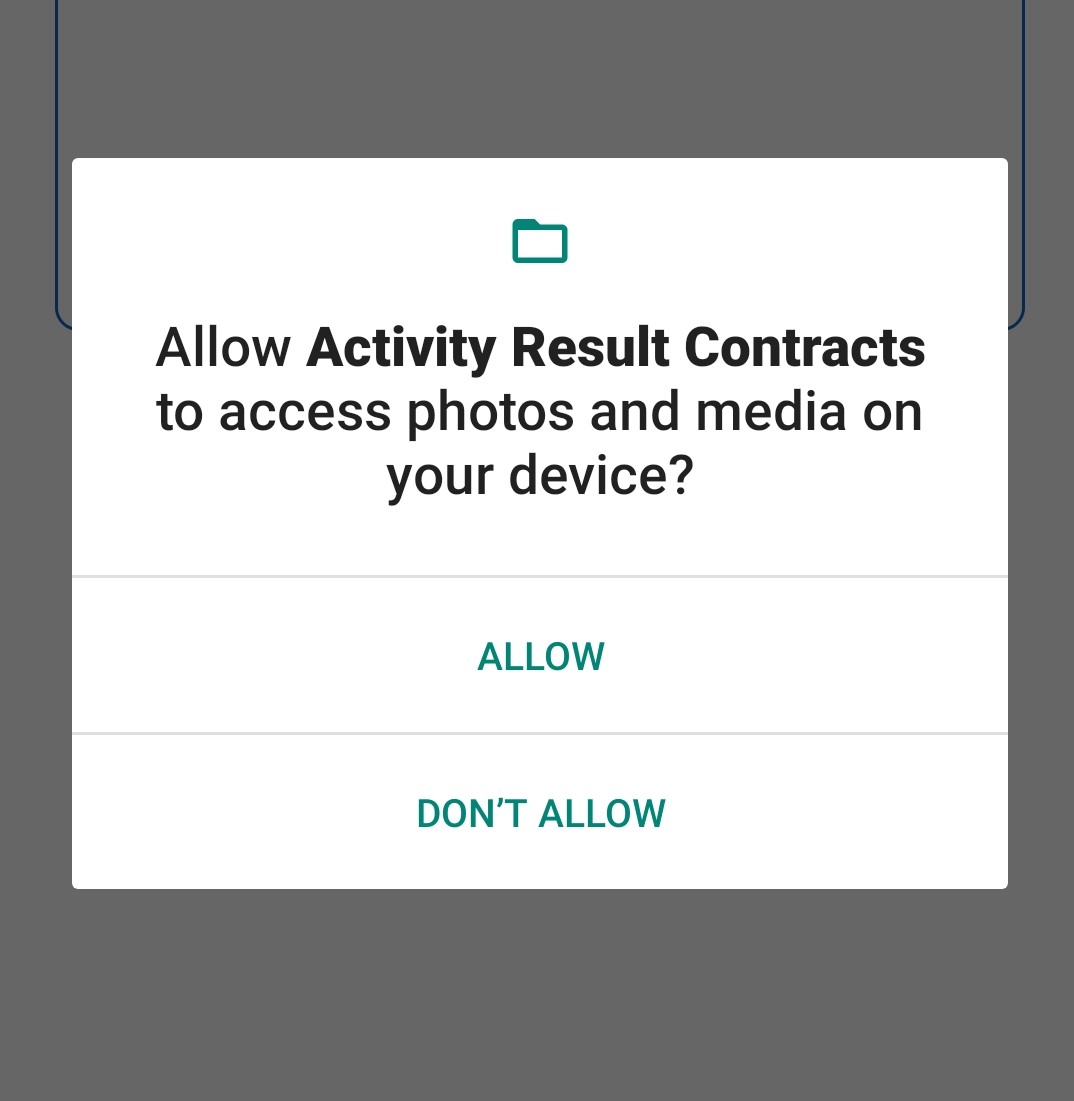 Allow Activity Result Contracts
to access photos and media on
your device?
ALLOW
DON’T ALLOW